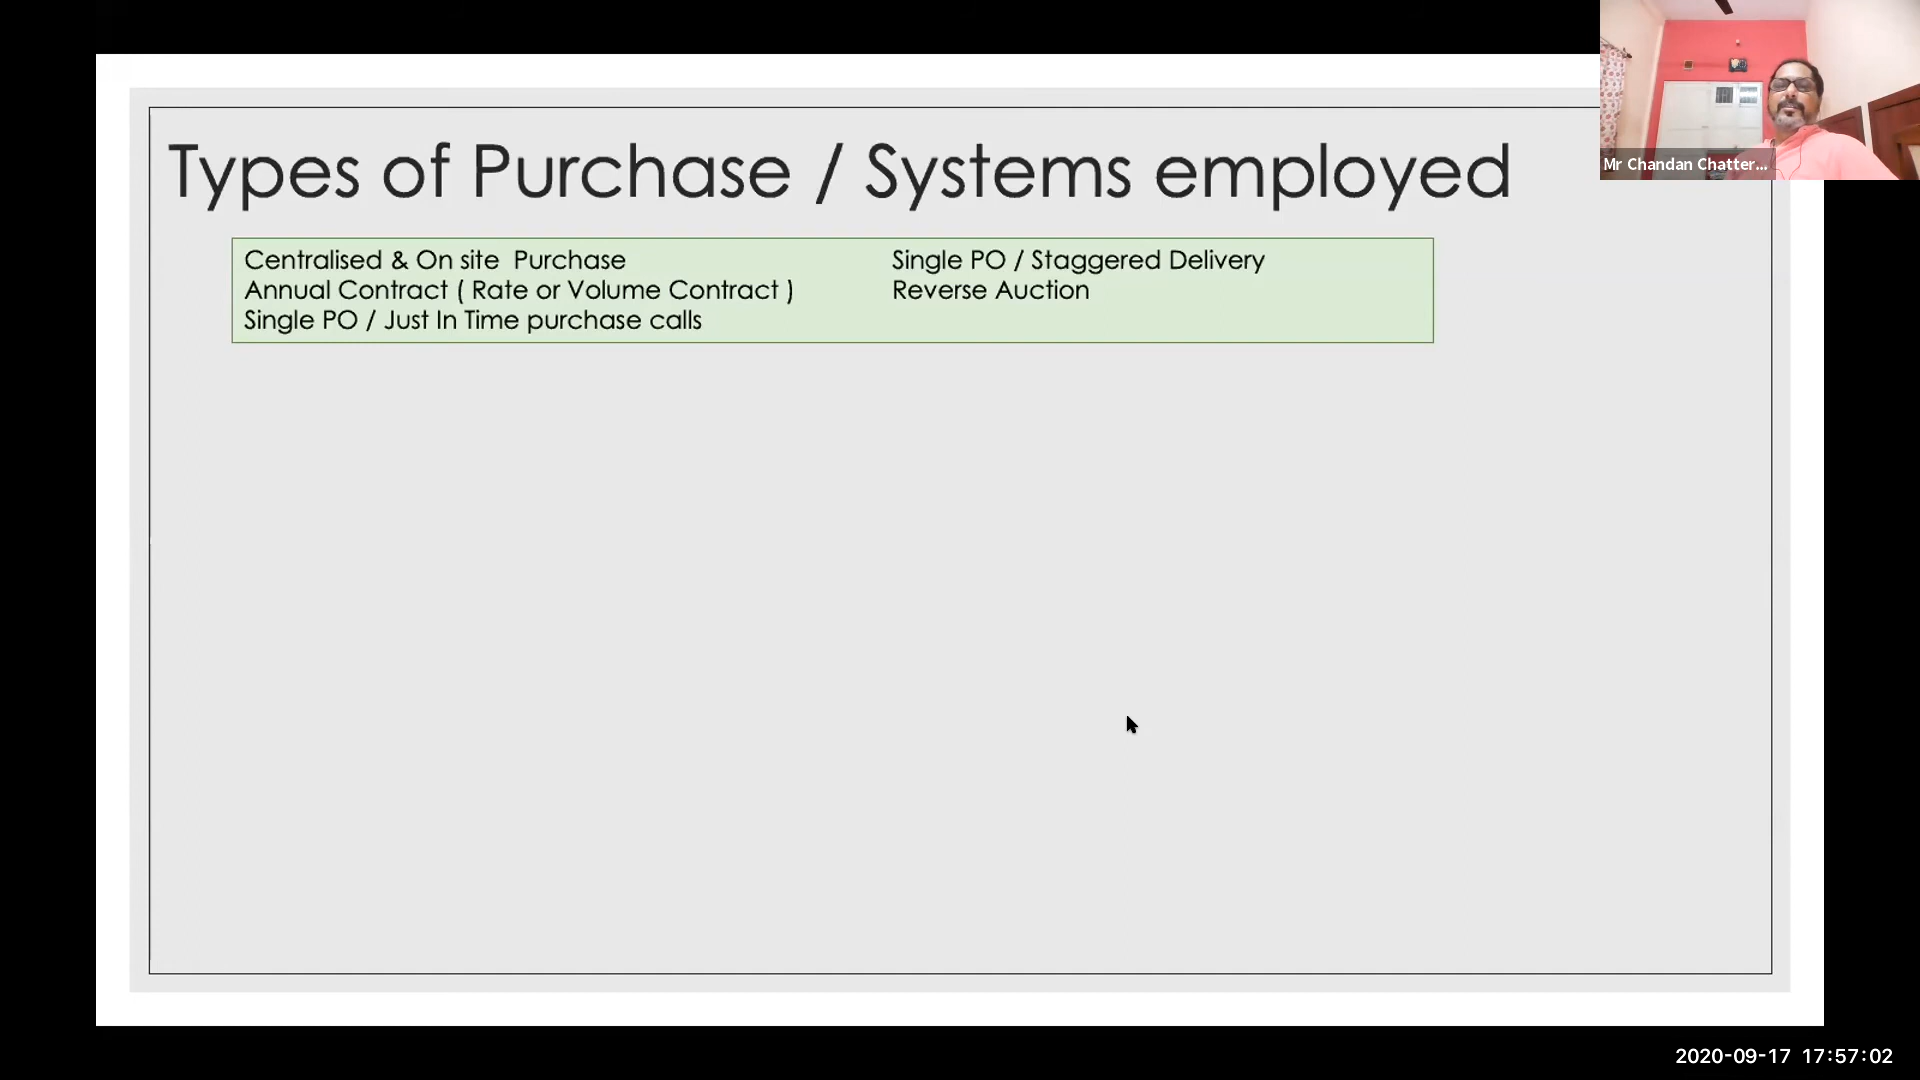 Types of Purchase / Systems employed
Centralised & On site Purchase
Annual Contract ( Rate or Volume Contract )
Single PO / Just In Time purchase calls
Single PO / Staggered Delivery
Reverse Auction
Mr Chandan Chatter...
2020-09-17 17:57:02